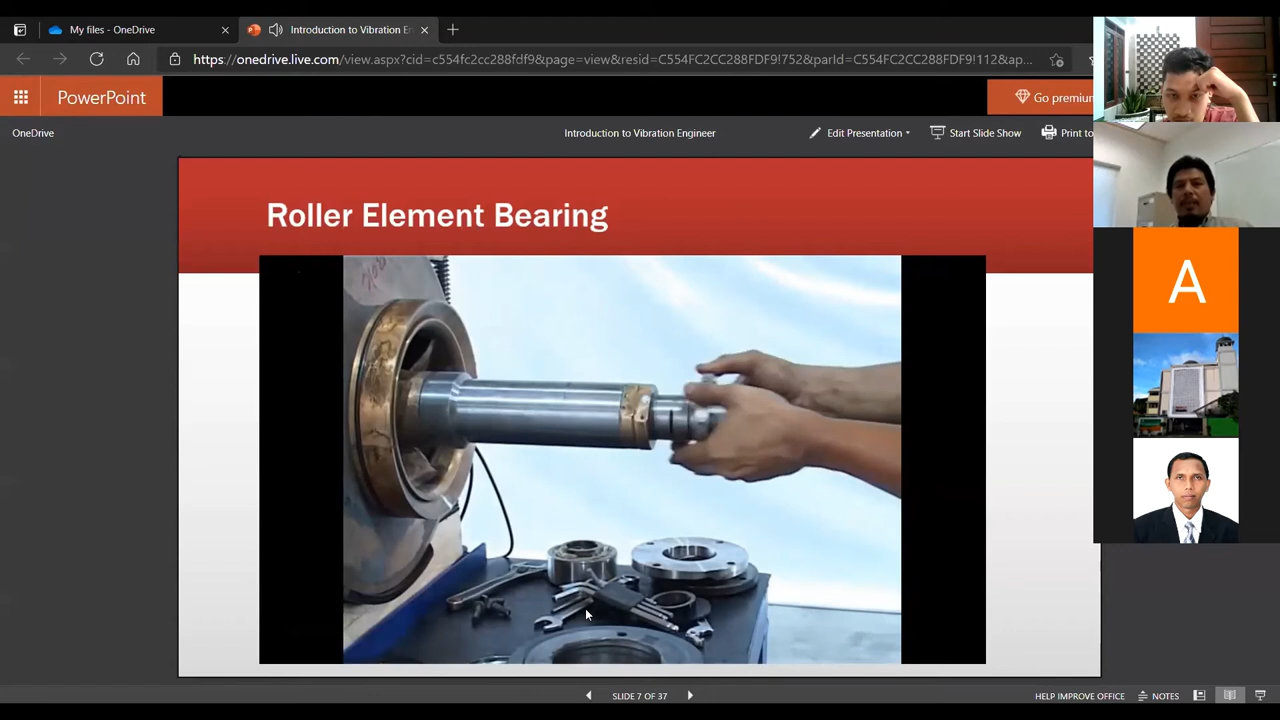 My files - OneDrive
Introduction to Vibration En
https://onedrive.live.com/view.aspx?cid=c554fc2cc288fdf9&page=view&resid=C554FC2CC288FDF9!752&parId=C554FC2CC288FDF9!112&ap...
PowerPoint
Go premium
OneDrive
Introduction to Vibration Engineer
Edit Presentation
Start Slide Show
Print to
Roller Element Bearing
A
SLIDE 7 OF 37
HELP IMPROVE OFFICE
NOTES